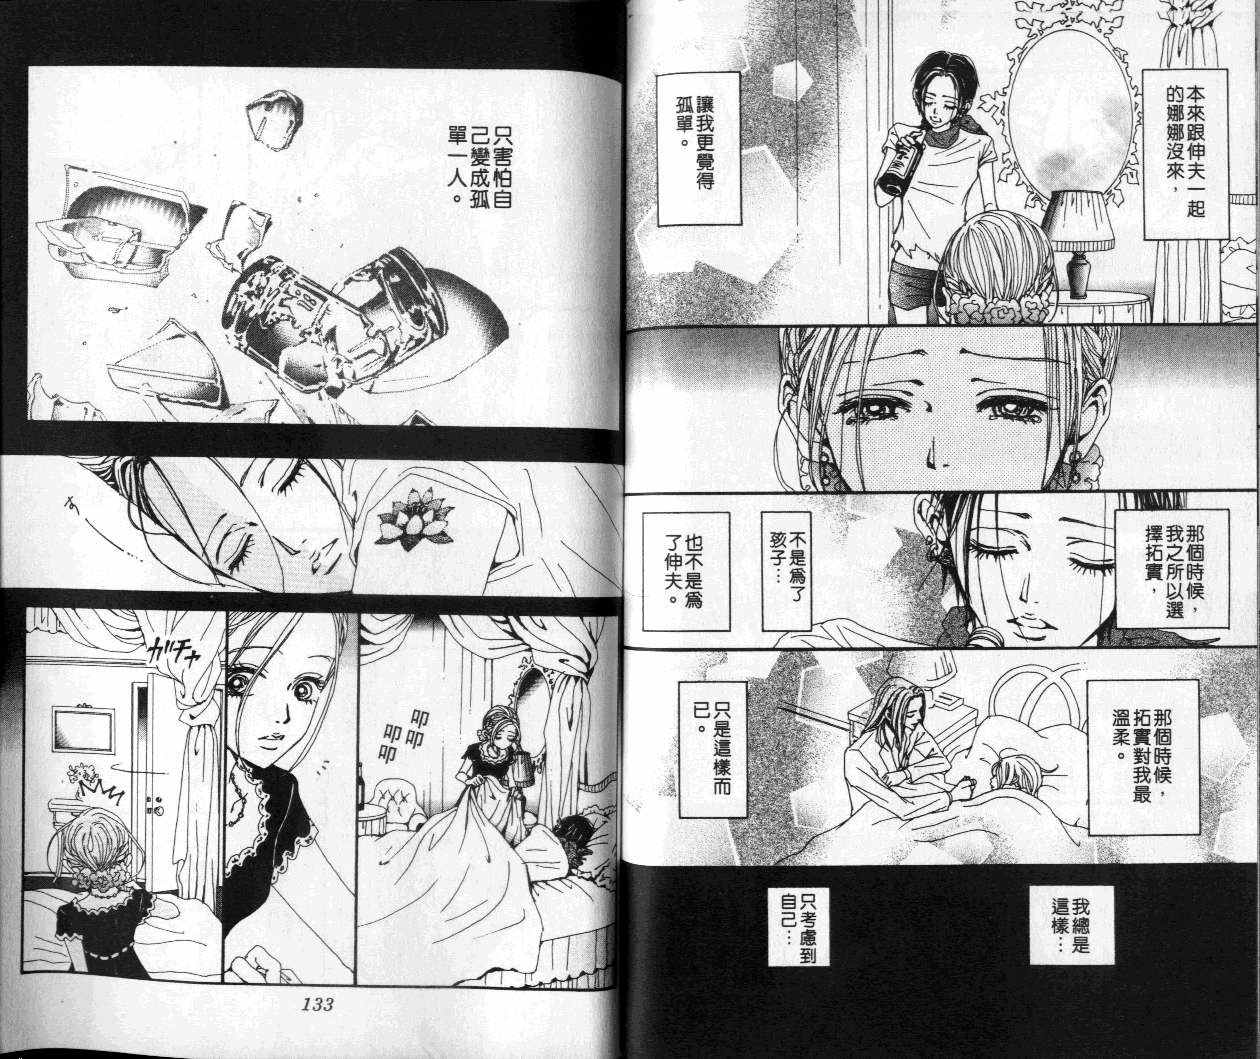 本來跟伸夫一起
的娜娜沒來，
讓我更覺得
孤單。
那個時候，
我之所以選
擇拓實，
不是為了
孩子…
也不是為
了伸夫。
那個時候，
拓實對我最
溫柔。
只是這樣而
已。
我總是
這樣…
只考慮到
自己…
只害怕自
己變成孤
單一人。
す
叩
叩叩
叩叩
ガチャ
133